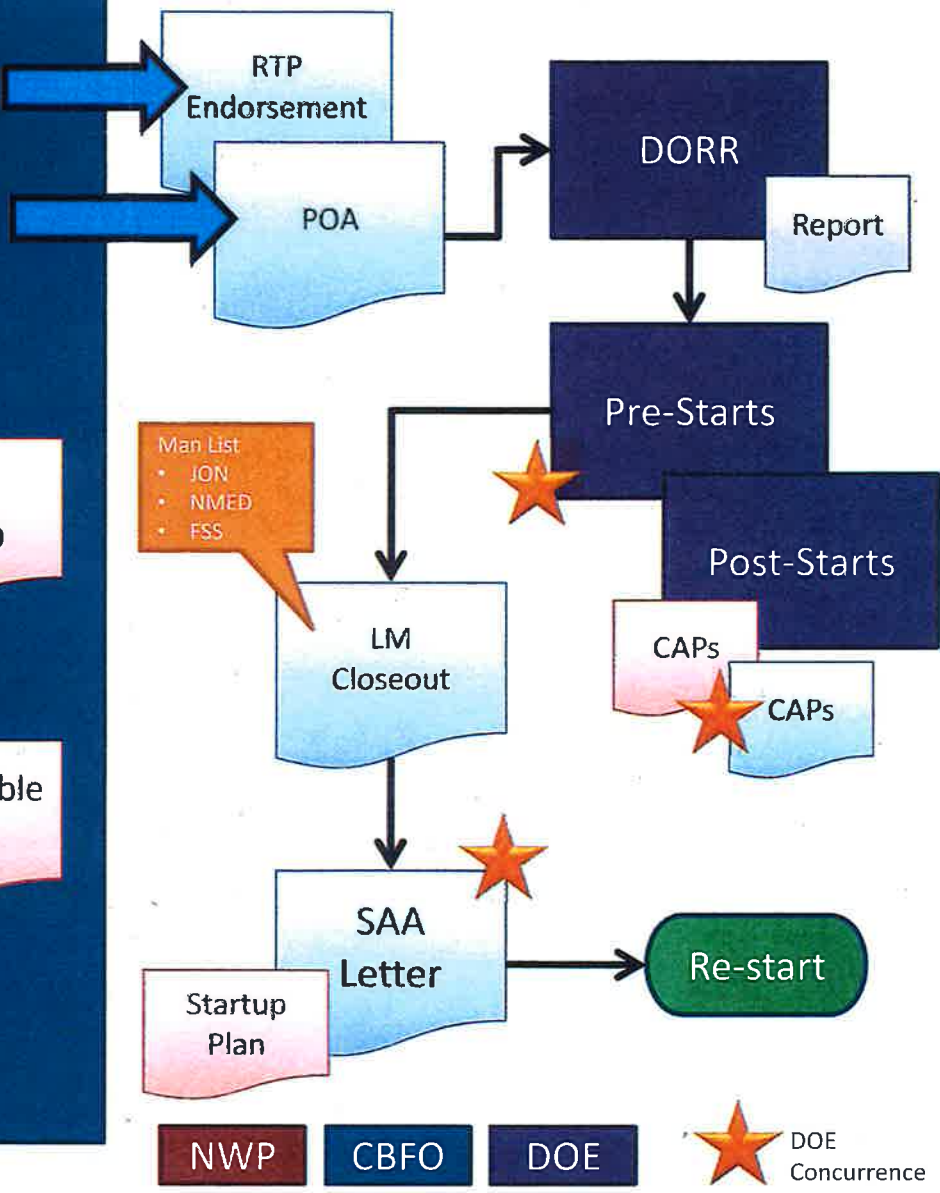 RTP
Endorsement
POA
DORR
Report
Pre-Starts
Man List
• JON
• NMED
• FSS
Post-Starts
LM
Closeout
CAPs
CAPs
ble
SAA
Letter
Startup
Plan
Re-start
NWP
CBFO
DOE
DOE
Concurrence